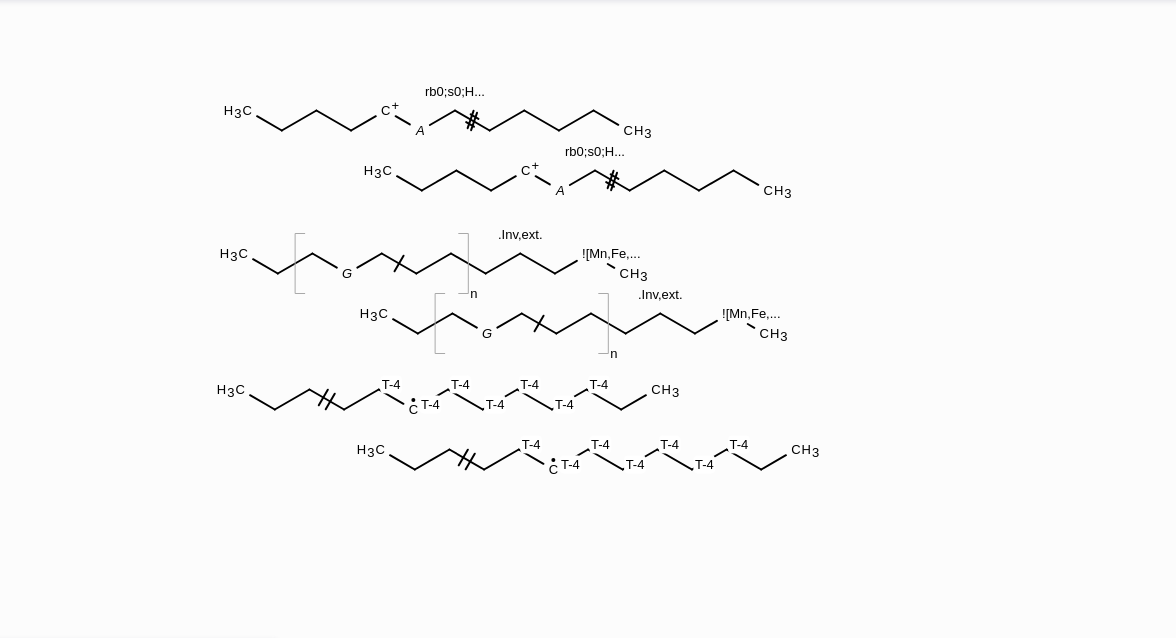 rb0;s0;H...
H3C C+ A CH3
rb0;s0;H...
H3C C+ A CH3
.Inv,ext.
H3C G ![Mn,Fe,...
CH3
n
.Inv,ext.
H3C G ![Mn,Fe,...
CH3
n
H3C T-4 T-4 T-4 T-4 CH3
Ċ T-4 T-4 T-4
H3C T-4 T-4 T-4 T-4 CH3
Ċ T-4 T-4 T-4